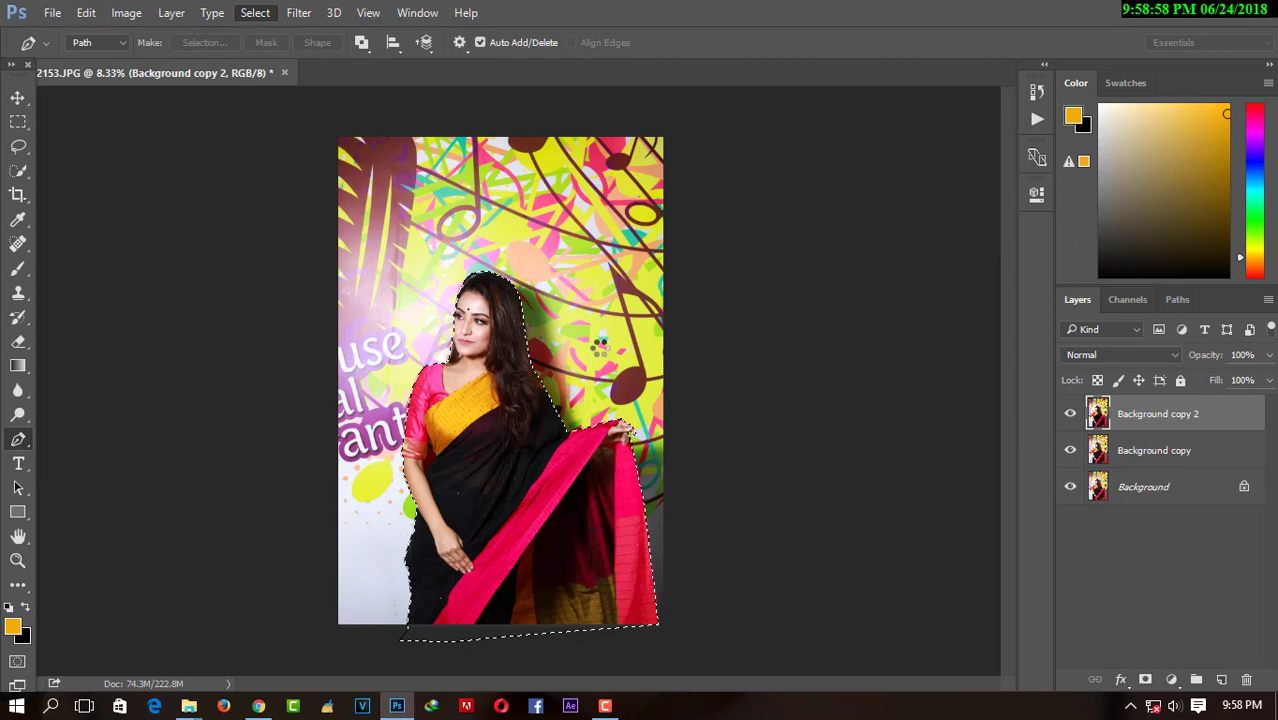 Ps File Edit Image Layer Type Select Filter 3D View Window Help
9:58:58 PM 06/24/2018
Path Make: Selection... Mask Shape Auto Add/Delete Align Edges Essentials
2153.JPG @ 8.33% (Background copy 2, RGB/8) *
Color Swatches
Layers Channels Paths
Kind
Normal Opacity: 100%
Lock: Fill: 100%
Background copy 2
Background copy
Background
use
al
ant
Doc: 74.3M/222.8M
9:58 PM